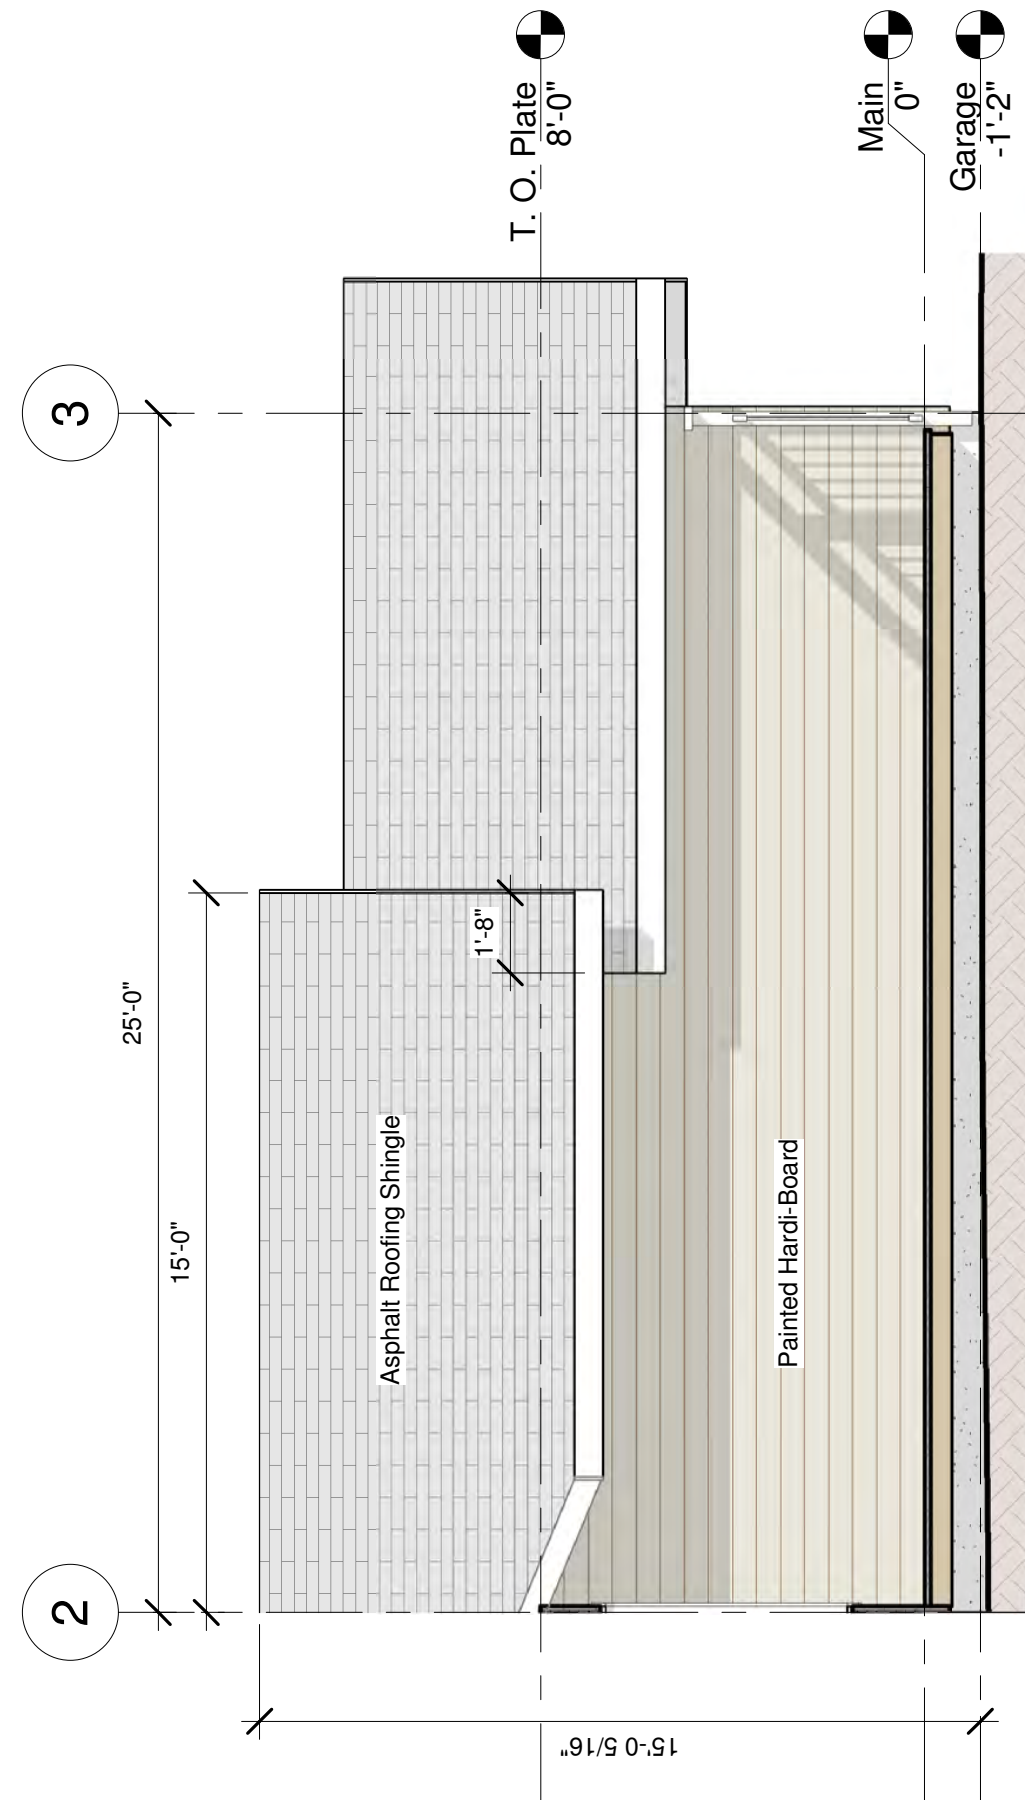 2
3
25'-0"
15'-0"
1'-8"
T. O. Plate
8'-0"
Main
0"
Garage
-1'-2"
Asphalt Roofing Shingle
Painted Hardi-Board
15'-0 5/16"